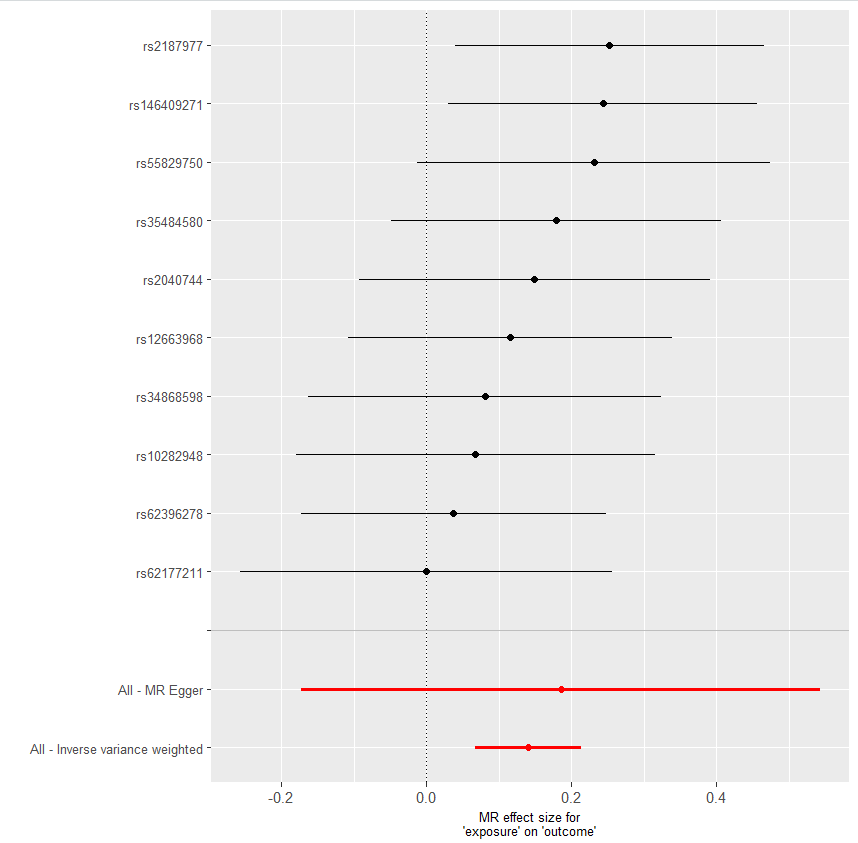 rs2187977
rs146409271
rs55829750
rs35484580
rs2040744
rs12663968
rs34868598
rs10282948
rs62396278
rs62177211
All - MR Egger
All - Inverse variance weighted
-0.2 0.0 0.2 0.4
MR effect size for
'exposure' on 'outcome'